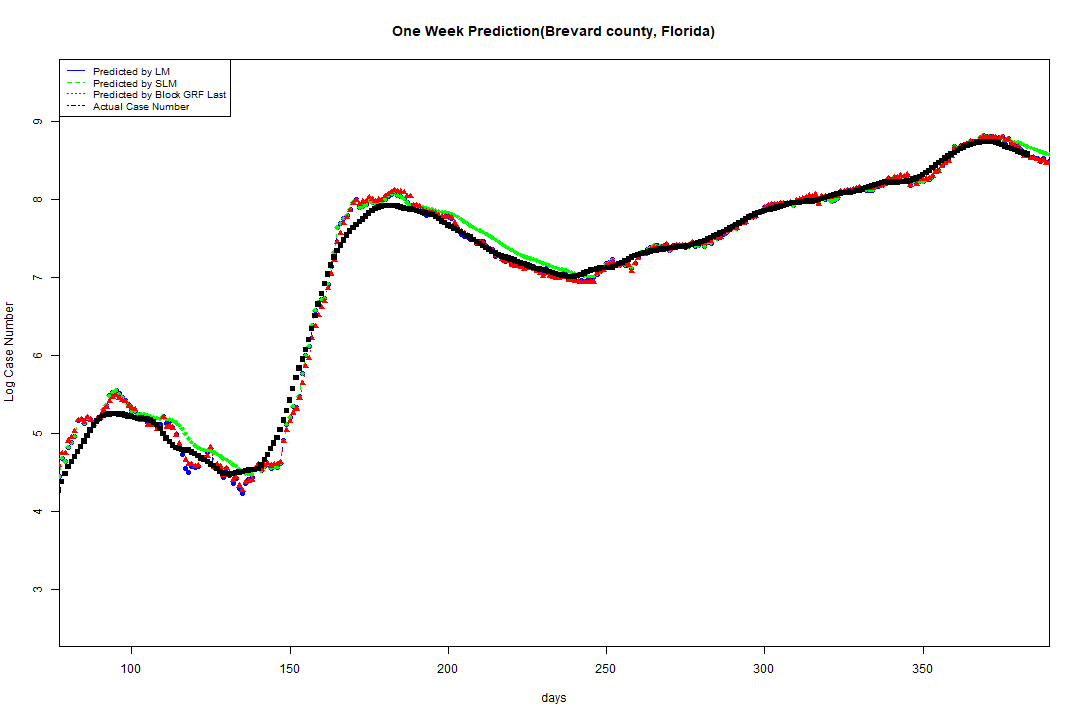 One Week Prediction(Brevard county, Florida)
Predicted by LM
Predicted by SLM
Predicted by Block GRF Last
Actual Case Number
9
8
7
6
5
4
3
Log Case Number
100 150 200 250 300 350
days